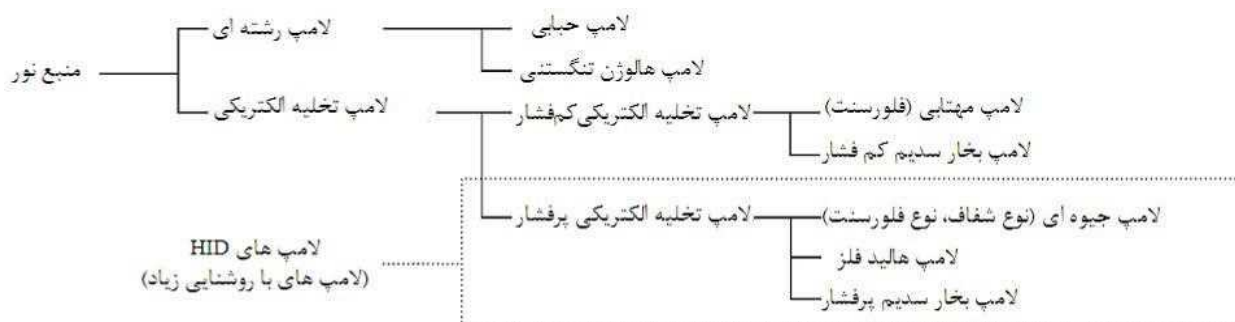 منبع نور
لامپ رشته ای
لامپ حبابی
لامپ هالوژن تنگستنی
لامپ تخلیه الکتریکی
لامپ تخلیه الکتریکی کم‌فشار
لامپ مهتابی (فلورسنت)
لامپ بخار سدیم کم فشار
لامپ تخلیه الکتریکی پرفشار
لامپ جیوه ای (نوع شفاف، نوع فلورسنت)
لامپ هالید فلز
لامپ بخار سدیم پرفشار
لامپ های HID
(لامپ های با روشنایی زیاد)